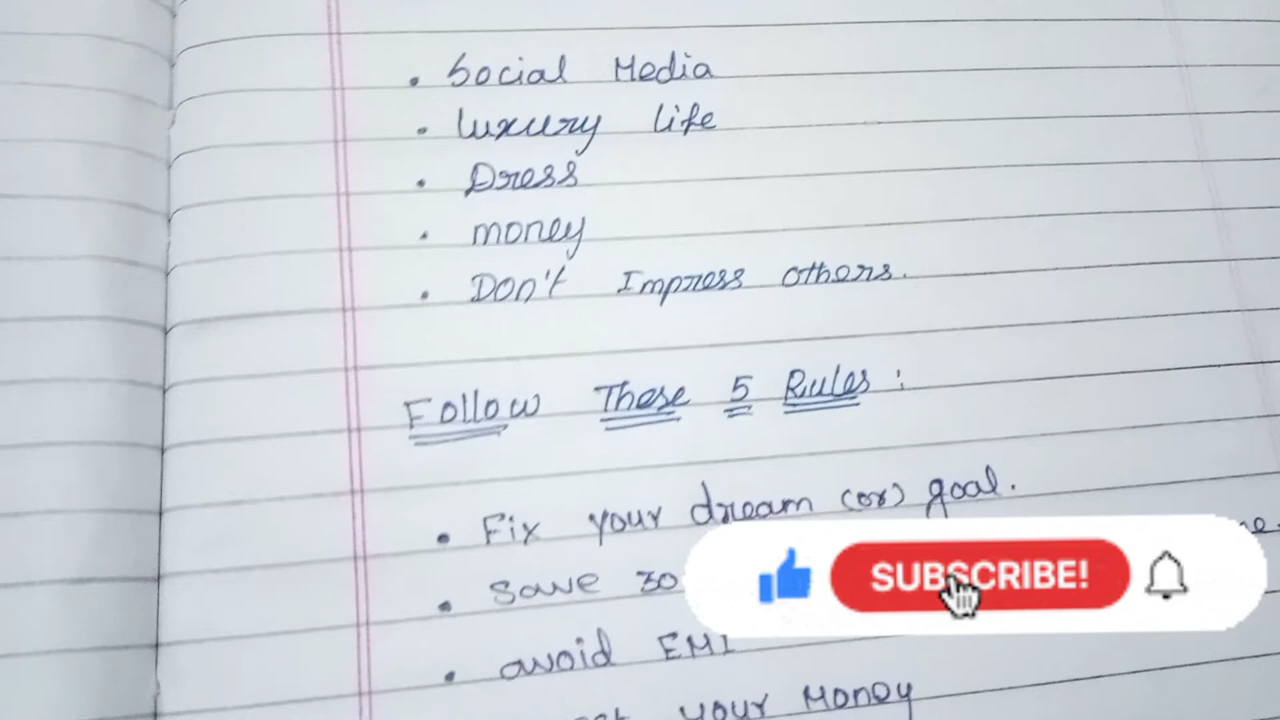 . Social Media
. luxury life
. Dress
. money
. Don't Impress others.
Follow These 5 Rules :
. Fix your dream (or) goal.
. Save 30
SUBSCRIBE!
. avoid EMI
your Money